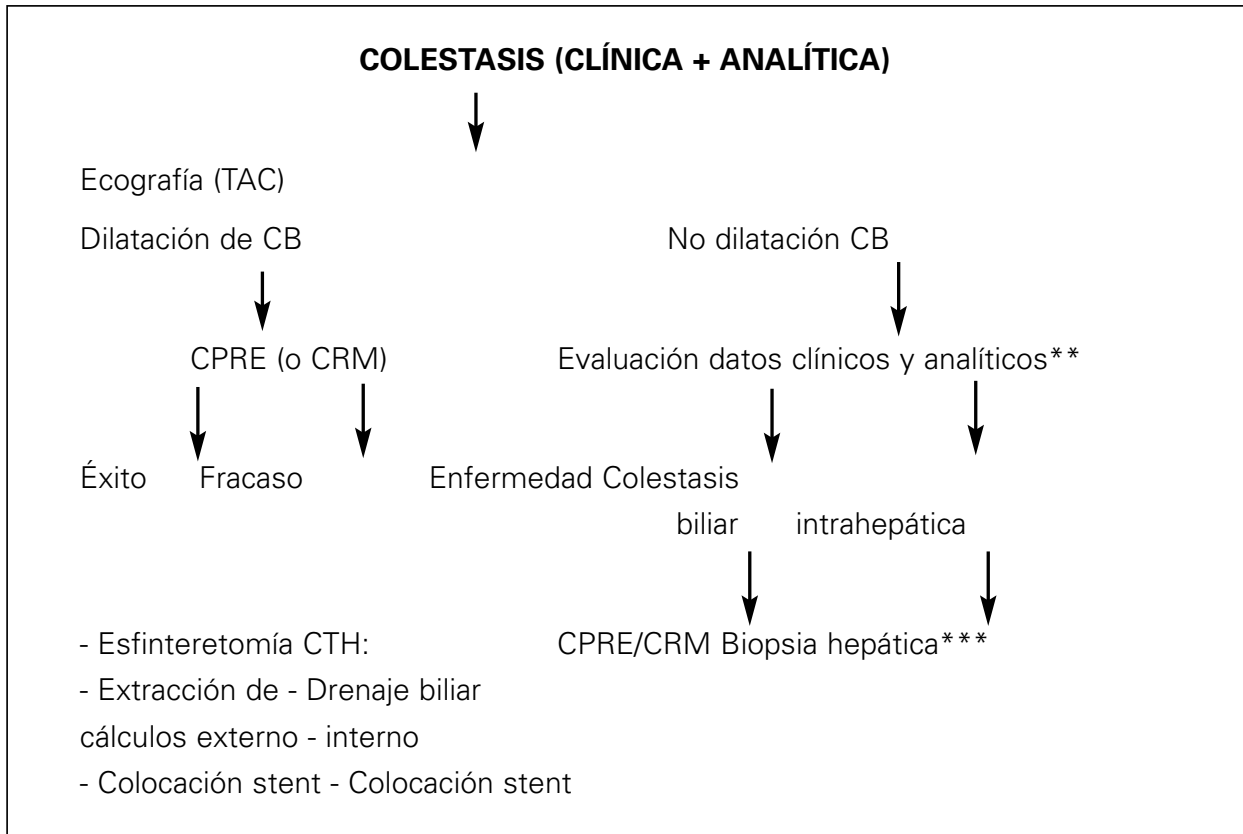 COLESTASIS (CLÍNICA + ANALÍTICA)
Ecografía (TAC)
Dilatación de CB No dilatación CB
CPRE (o CRM) Evaluación datos clínicos y analíticos**
Éxito Fracaso Enfermedad Colestasis
biliar intrahepática
- Esfinteretomía CTH: CPRE/CRM Biopsia hepática***
- Extracción de - Drenaje biliar
cálculos externo - interno
- Colocación stent - Colocación stent